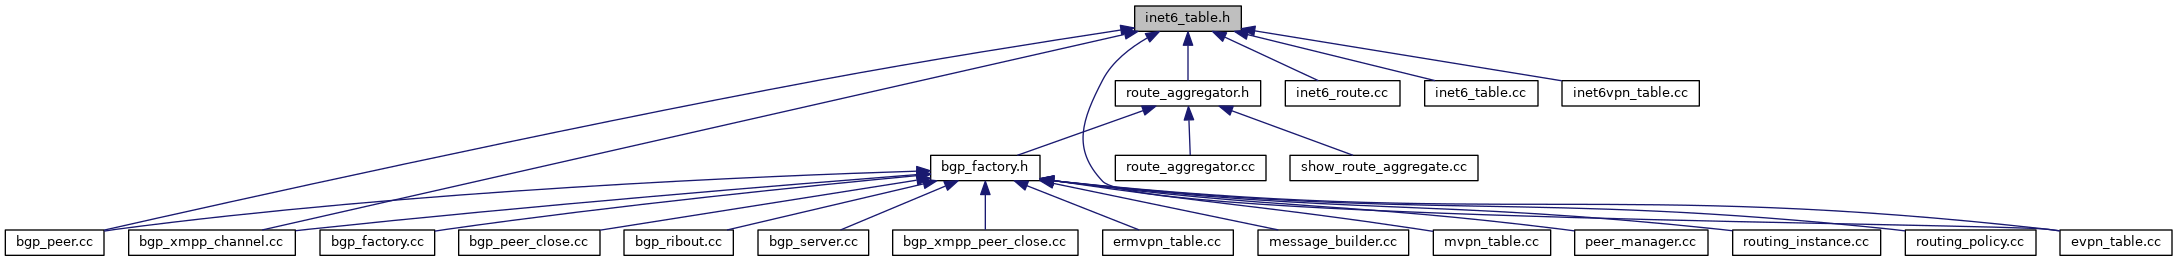 inet6_table.h
route_aggregator.h
inet6_route.cc
inet6_table.cc
inet6vpn_table.cc
bgp_factory.h
route_aggregator.cc
show_route_aggregate.cc
bgp_peer.cc
bgp_xmpp_channel.cc
bgp_factory.cc
bgp_peer_close.cc
bgp_ribout.cc
bgp_server.cc
bgp_xmpp_peer_close.cc
ermvpn_table.cc
message_builder.cc
mvpn_table.cc
peer_manager.cc
routing_instance.cc
routing_policy.cc
evpn_table.cc